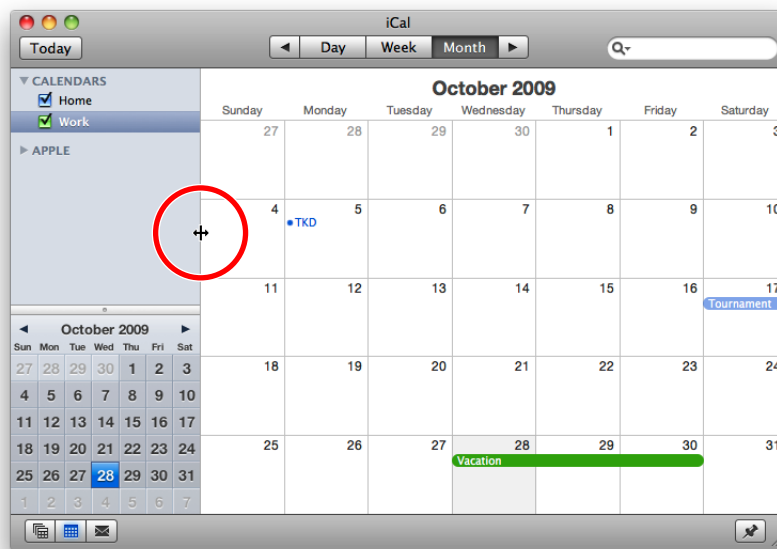 iCal
Today
Day Week Month
CALENDARS
Home
Work
APPLE
October 2009
Sunday Monday Tuesday Wednesday Thursday Friday Saturday
27 28 29 30 1 2 3
4 5 6 7 8 9 10
TKD
11 12 13 14 15 16 17
Tournament
18 19 20 21 22 23 24
25 26 27 28 29 30 31
Vacation
October 2009
Sun Mon Tue Wed Thu Fri Sat
27 28 29 30 1 2 3
4 5 6 7 8 9 10
11 12 13 14 15 16 17
18 19 20 21 22 23 24
25 26 27 28 29 30 31
1 2 3 4 5 6 7